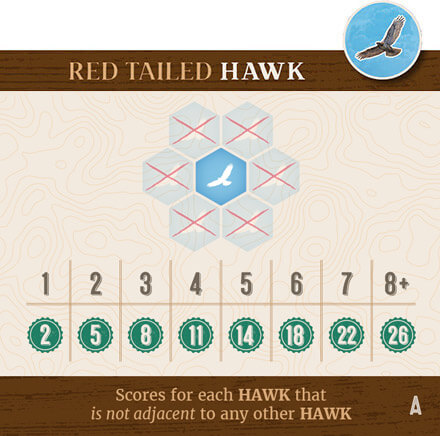 RED TAILED HAWK
1 2 3 4 5 6 7 8+
2 5 8 11 14 18 22 26
Scores for each HAWK that
is not adjacent to any other HAWK
A